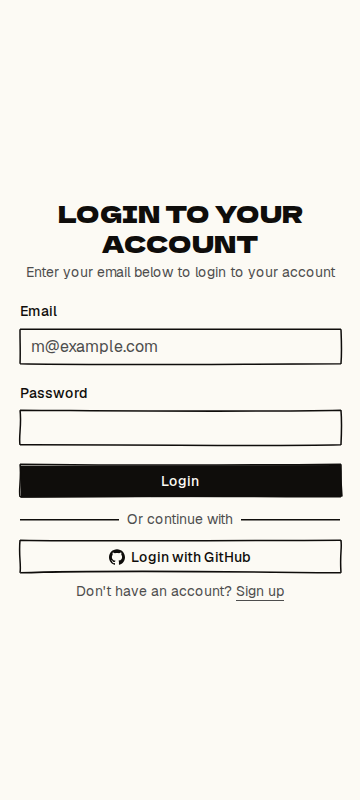 LOGIN TO YOUR
ACCOUNT
Enter your email below to login to your account
Email
m@example.com
Password
Login
Or continue with
Login with GitHub
Don't have an account? Sign up